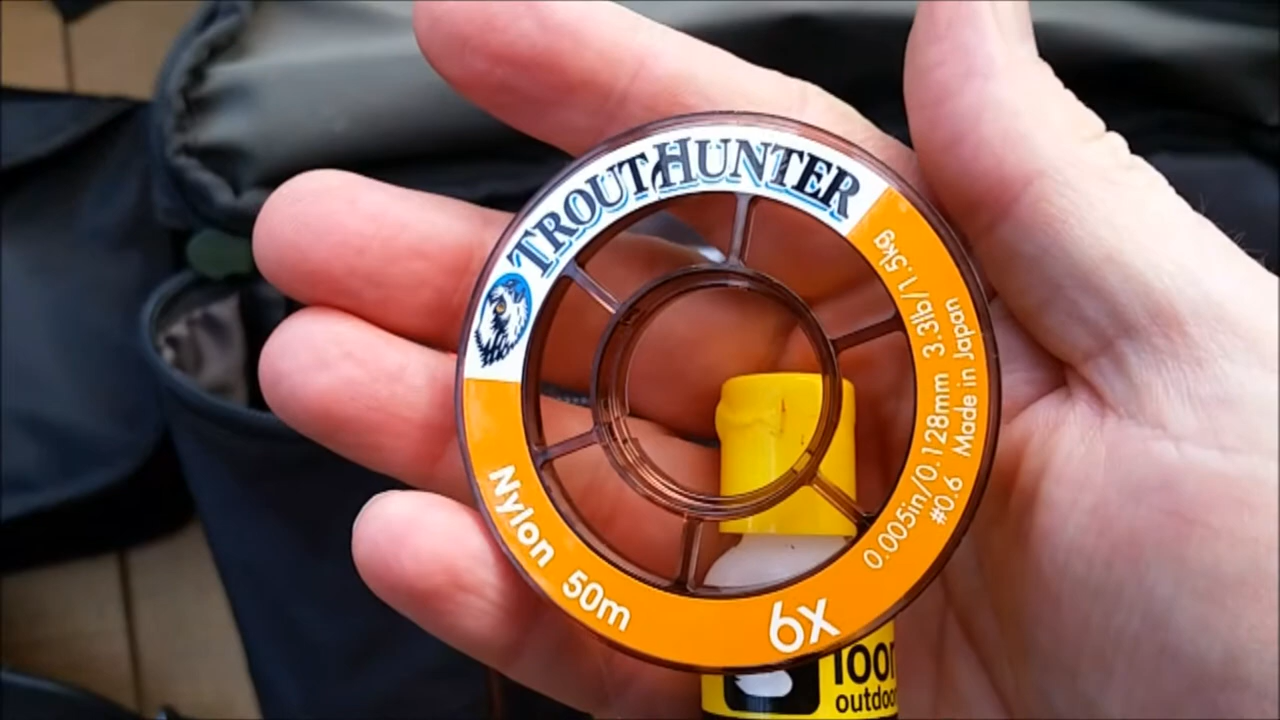 TROUTHUNTER
0.005in/0.128mm 3.3lb/1.5kg
#0.6 Made in Japan
Nylon 50m
6x
outdoor